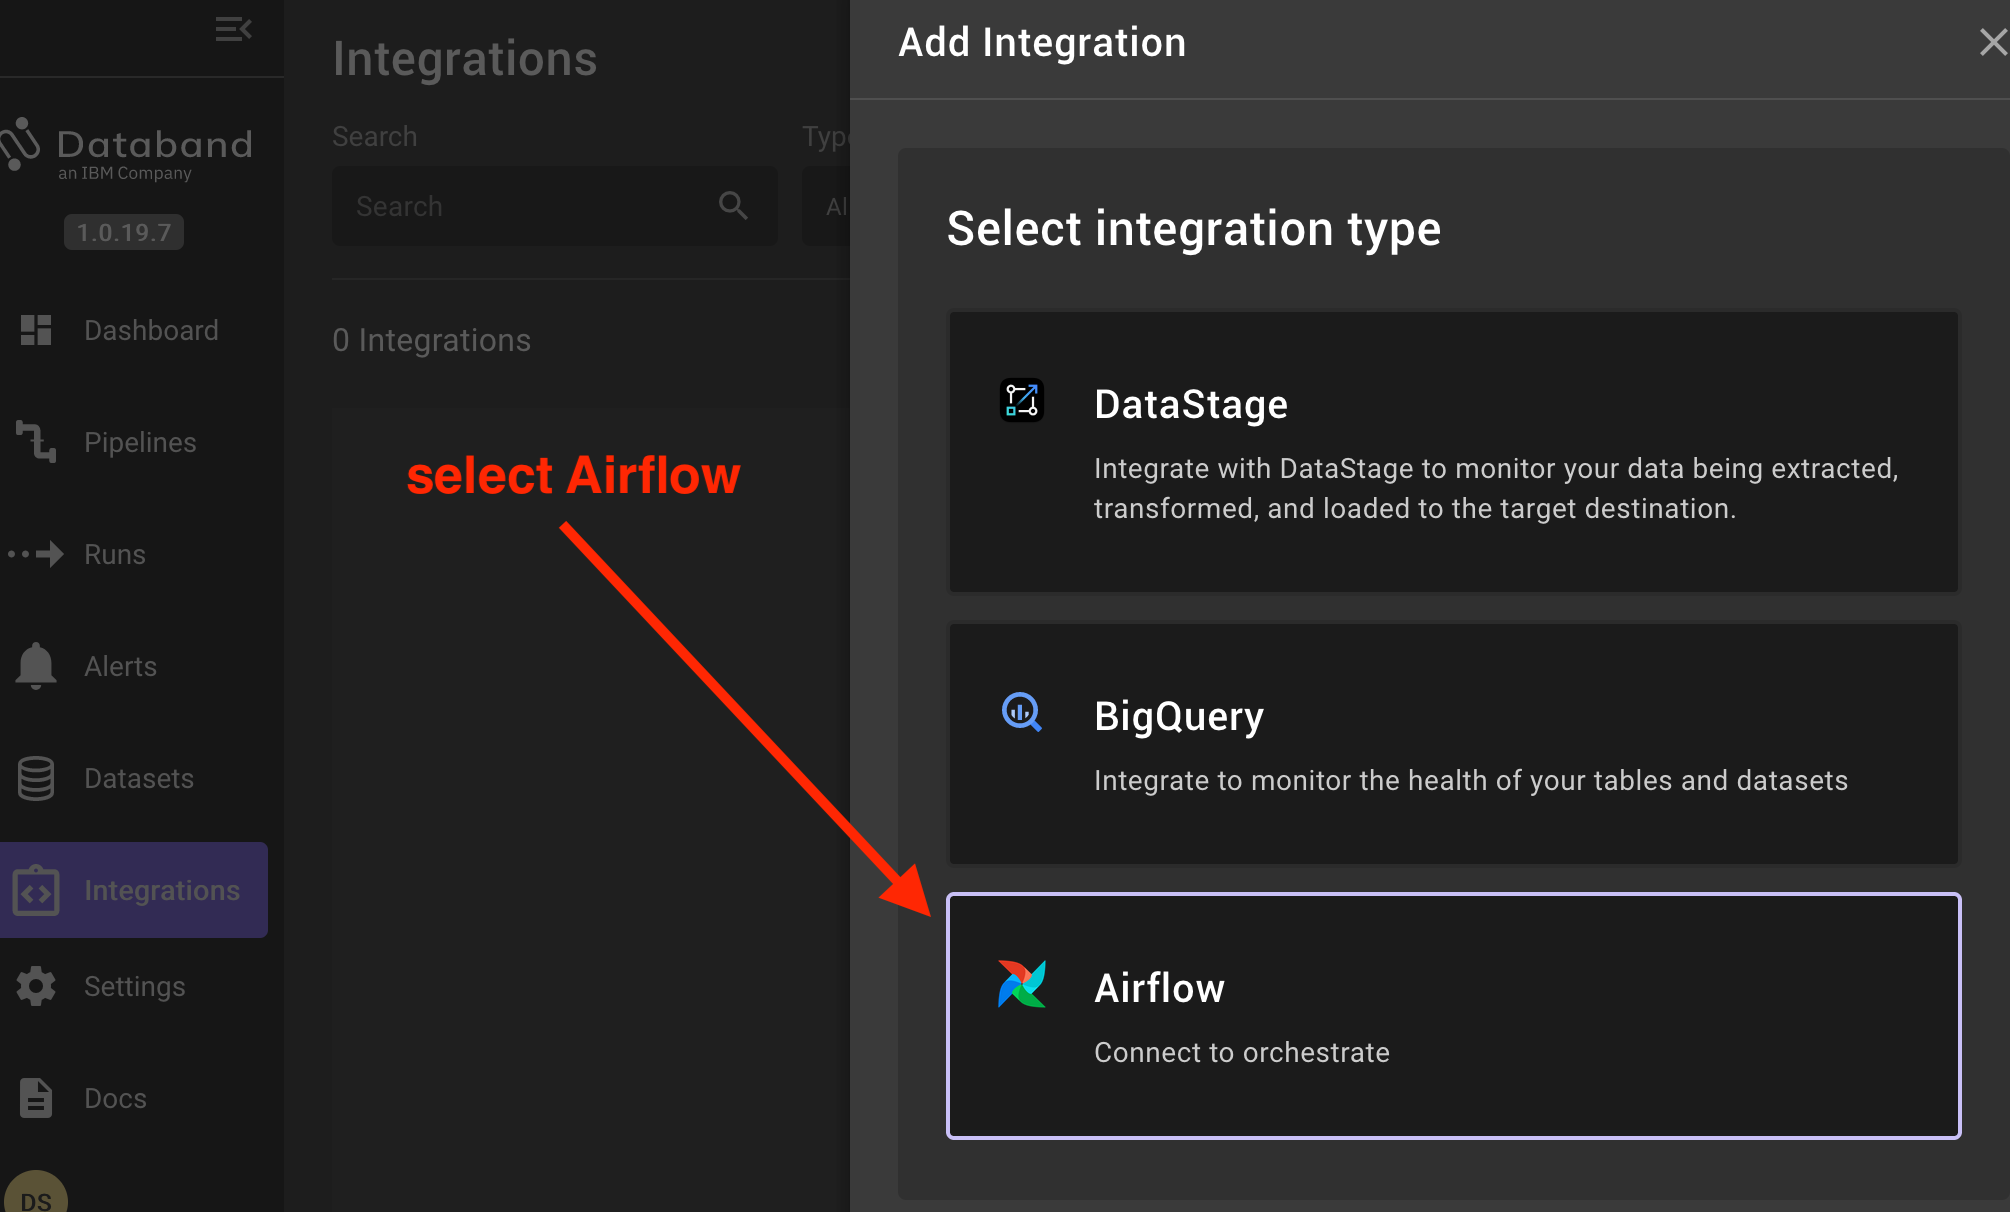 Databand
an IBM Company
1.0.19.7
Dashboard
Pipelines
Runs
Alerts
Datasets
Integrations
Settings
Docs
DS
Integrations
Search
Search
0 Integrations
select Airflow
Add Integration
Select integration type
DataStage
Integrate with DataStage to monitor your data being extracted,
transformed, and loaded to the target destination.
BigQuery
Integrate to monitor the health of your tables and datasets
Airflow
Connect to orchestrate